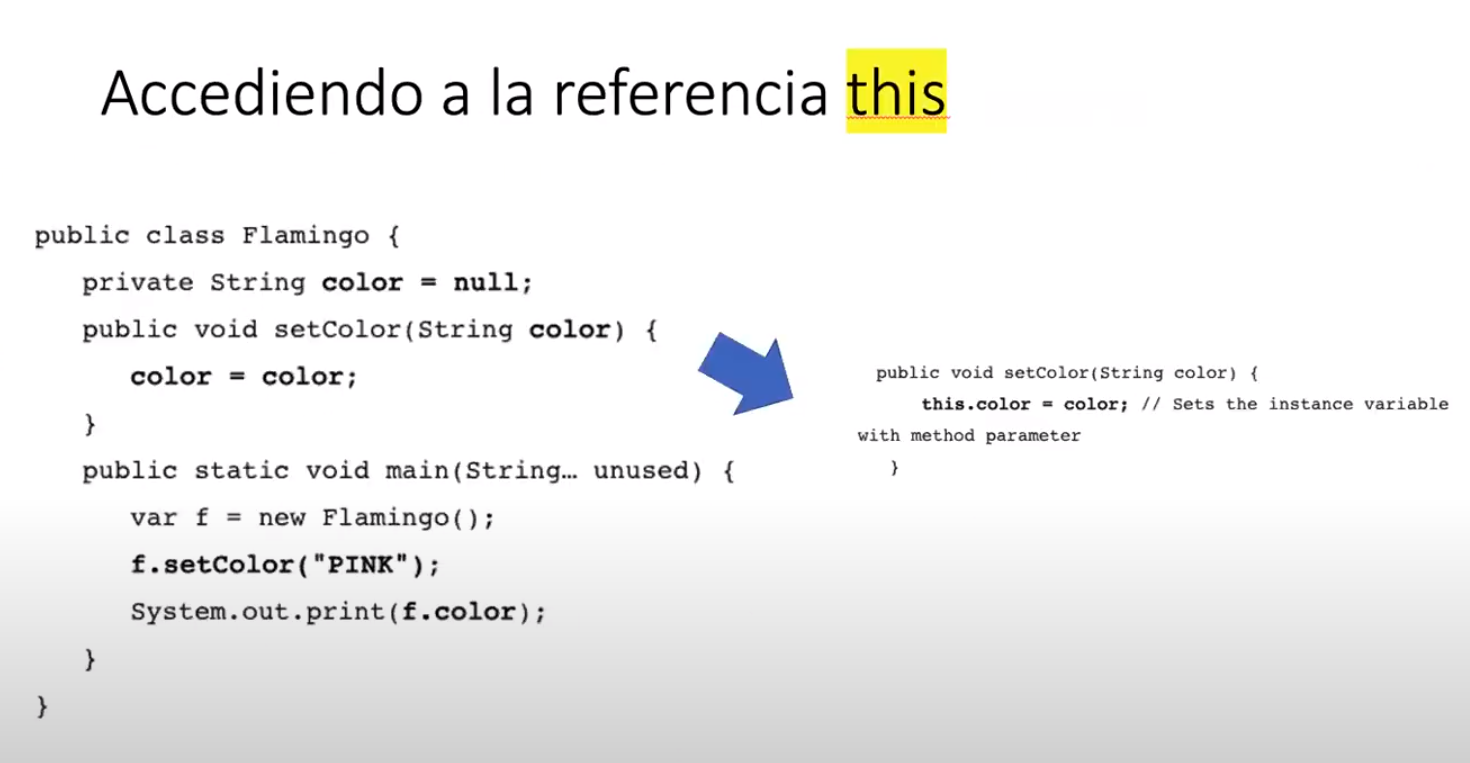 Accediendo a la referencia this
public class Flamingo {
private String color = null;
public void setColor(String color) {
color = color;
}
public static void main(String… unused) {
var f = new Flamingo();
f.setColor("PINK");
System.out.print(f.color);
}
}
public void setColor(String color) {
this.color = color; // Sets the instance variable
with method parameter
}